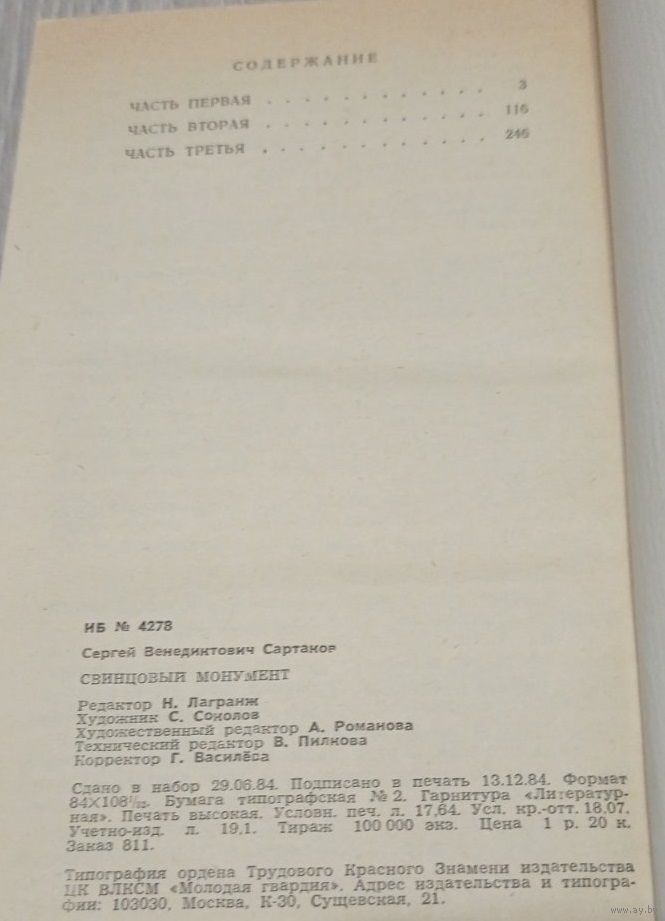 СОДЕРЖАНИЕ
ЧАСТЬ ПЕРВАЯ . . . . . . . . . . . . 3
ЧАСТЬ ВТОРАЯ . . . . . . . . . . . . 116
ЧАСТЬ ТРЕТЬЯ . . . . . . . . . . . . 246
ИБ № 4278
Сергей Венедиктович Сартаков
СВИНЦОВЫЙ МОНУМЕНТ
Редактор Н. Лагранж
Художник С. Соколов
Художественный редактор А. Романова
Технический редактор В. Пилкова
Корректор Г. Василёва
Сдано в набор 29.06.84. Подписано в печать 13.12.84. Формат
84×108¹/₃₂. Бумага типографская № 2. Гарнитура «Литератур-
ная». Печать высокая. Условн. печ. л. 17,64. Усл. кр.-отт. 18,07.
Учетно-изд. л. 19,1. Тираж 100 000 экз. Цена 1 р. 20 к.
Заказ 811.
Типография ордена Трудового Красного Знамени издательства
ЦК ВЛКСМ «Молодая гвардия». Адрес издательства и типогра-
фии: 103030, Москва, К-30, Сущевская, 21.
www.ay.by